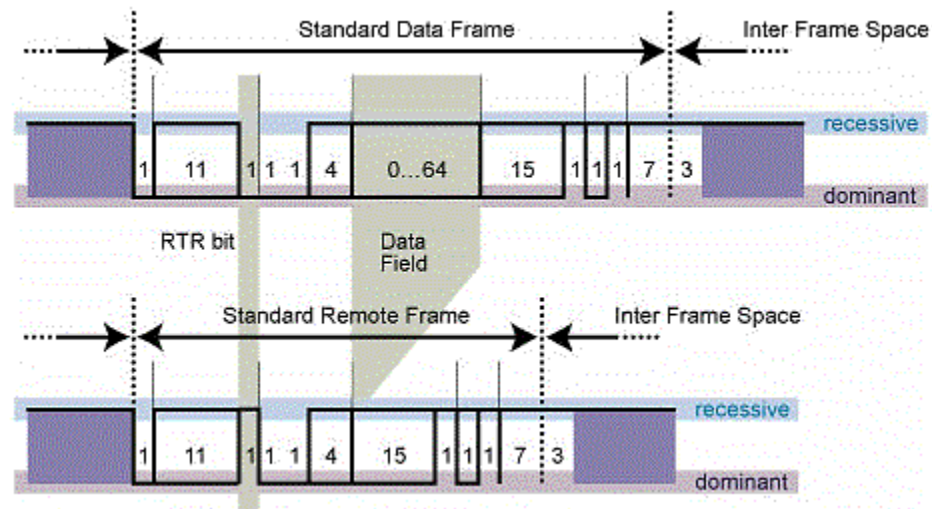 Standard Data Frame Inter Frame Space
recessive
1 11 1 1 1 4 0...64 15 1 1 1 7 3
dominant
RTR bit Data
Field
Standard Remote Frame Inter Frame Space
recessive
1 11 1 1 1 4 15 1 1 1 7 3
dominant